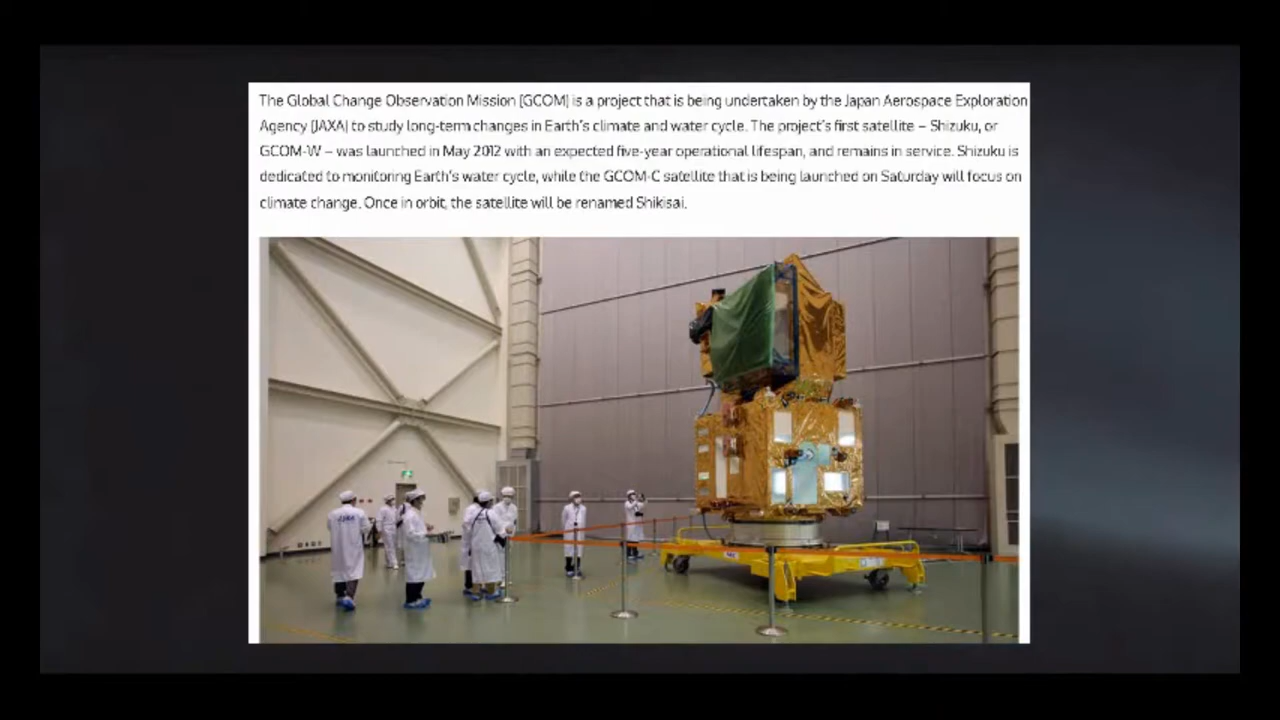 The Global Change Observation Mission (GCOM) is a project that is being undertaken by the Japan Aerospace Exploration
Agency (JAXA) to study long-term changes in Earth's climate and water cycle. The project's first satellite – Shizuku, or
GCOM-W – was launched in May 2012 with an expected five-year operational lifespan, and remains in service. Shizuku is
dedicated to monitoring Earth's water cycle, while the GCOM-C satellite that is being launched on Saturday will focus on
climate change. Once in orbit, the satellite will be renamed Shikisai.
JAXA